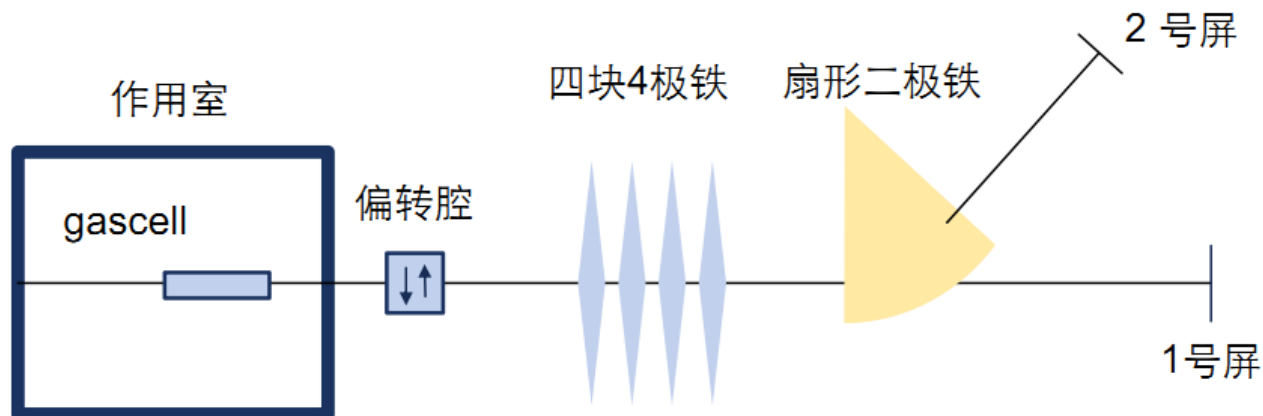 作用室
gascell
偏转腔
四块4极铁
扇形二极铁
2 号屏
1号屏